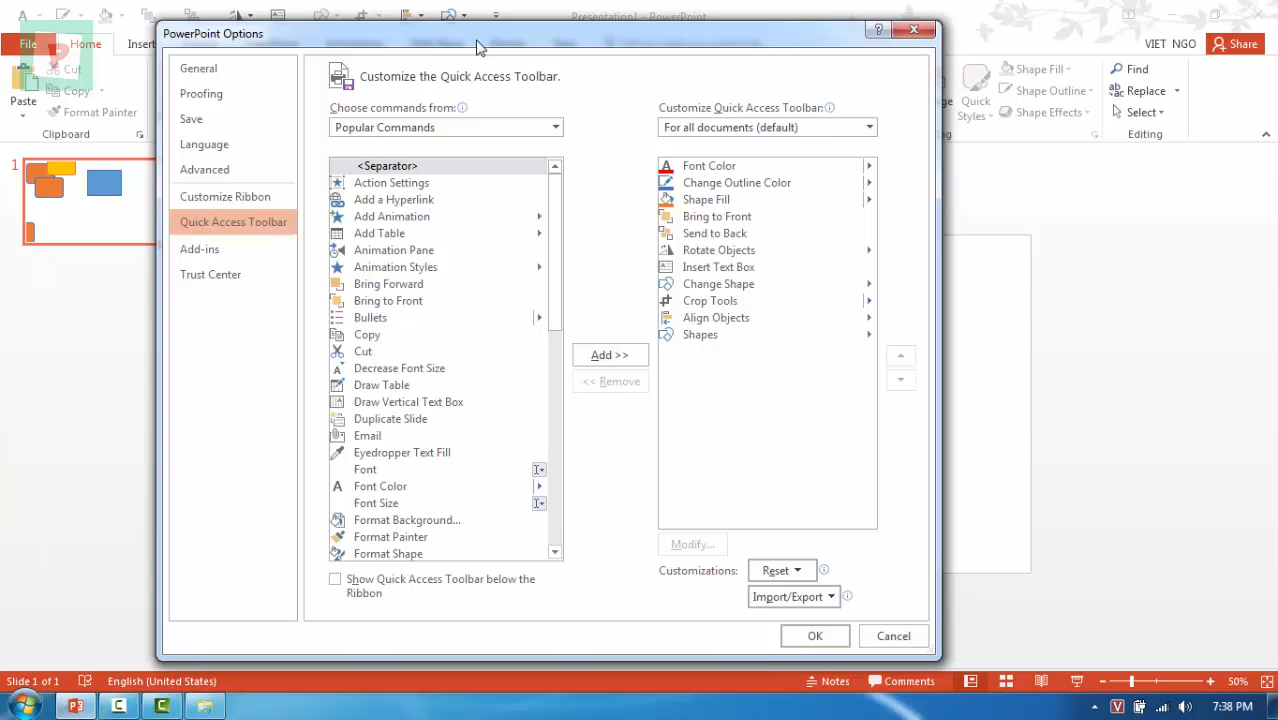 Presentation1 - PowerPoint
PowerPoint Options
File
Home
Insert
VIET NGO
Share
Cut
Copy
Format Painter
Paste
Clipboard
Quick
Styles
Shape Fill
Shape Outline
Shape Effects
Find
Replace
Select
Editing
1
General
Proofing
Save
Language
Advanced
Customize Ribbon
Quick Access Toolbar
Add-ins
Trust Center
Customize the Quick Access Toolbar.
Choose commands from:
Popular Commands
<Separator>
Action Settings
Add a Hyperlink
Add Animation
Add Table
Animation Pane
Animation Styles
Bring Forward
Bring to Front
Bullets
Copy
Cut
Decrease Font Size
Draw Table
Draw Vertical Text Box
Duplicate Slide
Email
Eyedropper Text Fill
Font
Font Color
Font Size
Format Background...
Format Painter
Format Shape
Show Quick Access Toolbar below the
Ribbon
Add >>
<< Remove
Customize Quick Access Toolbar:
For all documents (default)
Font Color
Change Outline Color
Shape Fill
Bring to Front
Send to Back
Rotate Objects
Insert Text Box
Change Shape
Crop Tools
Align Objects
Shapes
Modify...
Customizations:
Reset
Import/Export
OK
Cancel
Slide 1 of 1
English (United States)
Notes
Comments
50%
7:38 PM